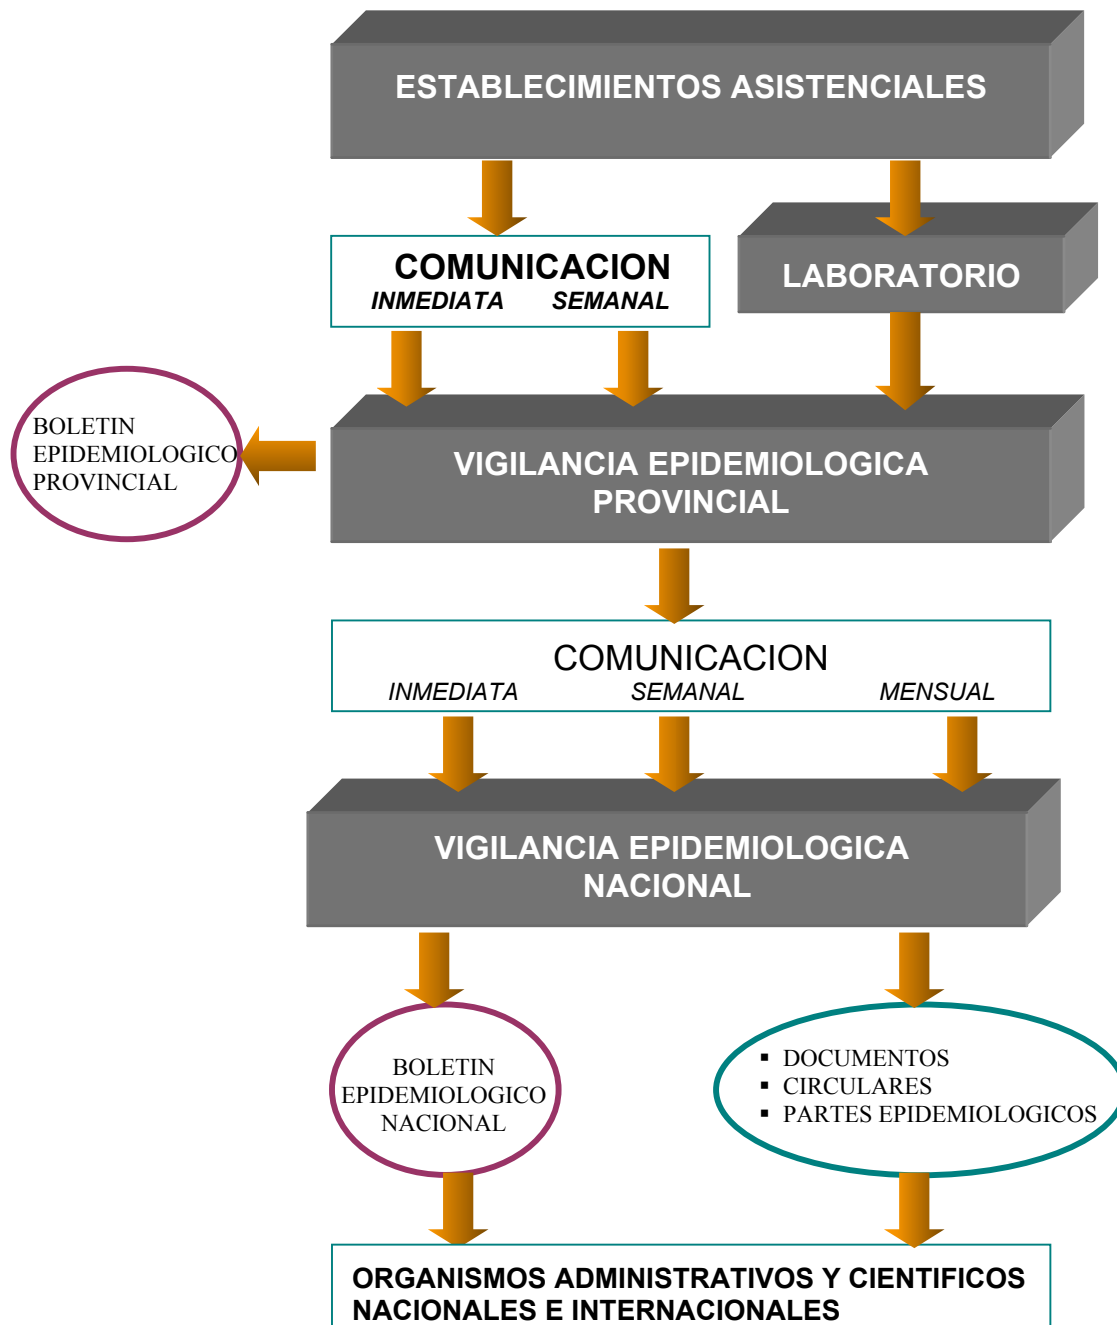 ESTABLECIMIENTOS ASISTENCIALES
COMUNICACION
INMEDIATA SEMANAL
LABORATORIO
BOLETIN
EPIDEMIOLOGICO
PROVINCIAL
VIGILANCIA EPIDEMIOLOGICA
PROVINCIAL
COMUNICACION
INMEDIATA SEMANAL MENSUAL
VIGILANCIA EPIDEMIOLOGICA
NACIONAL
BOLETIN
EPIDEMIOLOGICO
NACIONAL
▪ DOCUMENTOS
▪ CIRCULARES
▪ PARTES EPIDEMIOLOGICOS
ORGANISMOS ADMINISTRATIVOS Y CIENTIFICOS
NACIONALES E INTERNACIONALES